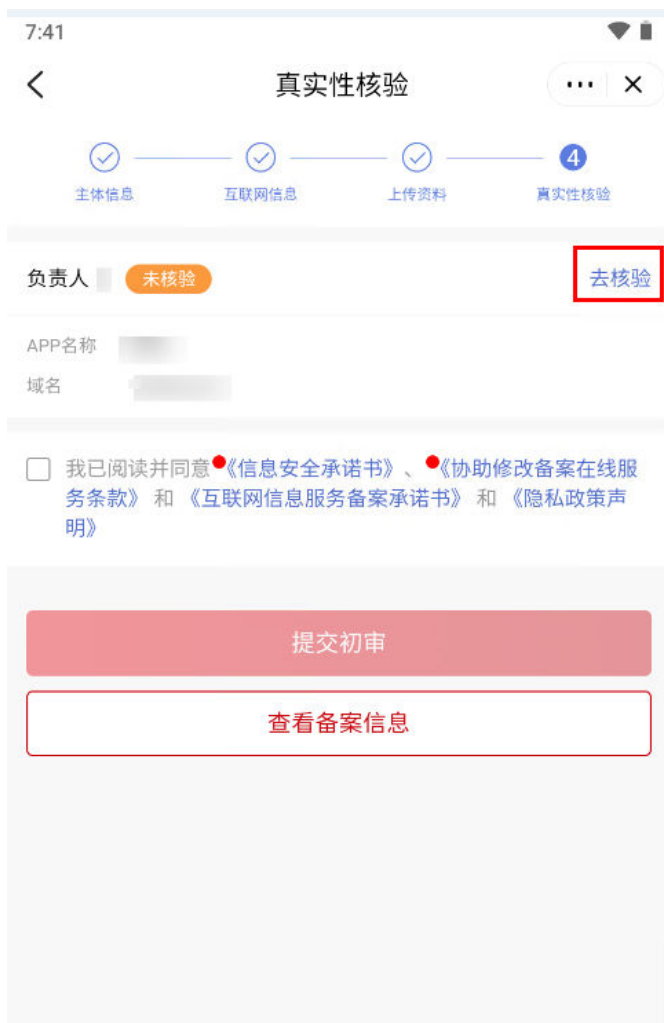 7:41
真实性核验
4
主体信息 互联网信息 上传资料 真实性核验
负责人 未核验 去核验
APP名称
域名
我已阅读并同意《信息安全承诺书》、《协助修改备案在线服
务条款》 和 《互联网信息服务备案承诺书》 和 《隐私政策声
明》
提交初审
查看备案信息